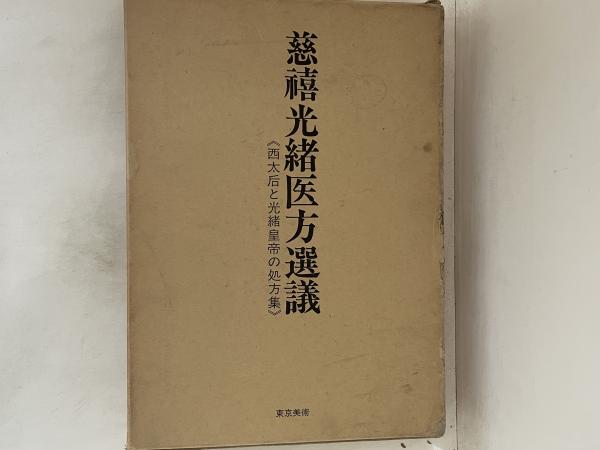 慈禧光緒医方選議
《西太后と光緒皇帝の処方集》
東京美術